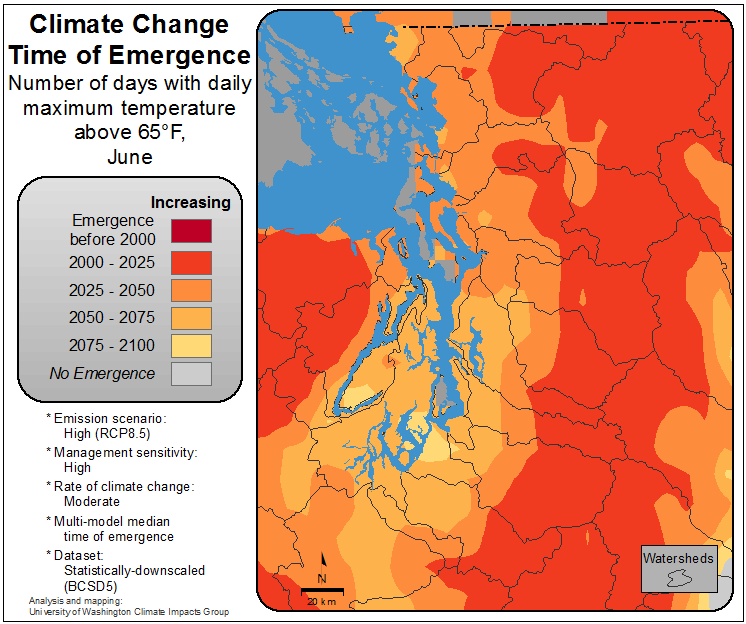 Climate Change
Time of Emergence
Number of days with daily
maximum temperature
above 65°F,
June
Increasing
Emergence
before 2000
2000 - 2025
2025 - 2050
2050 - 2075
2075 - 2100
No Emergence
* Emission scenario:
High (RCP8.5)
* Management sensitivity:
High
* Rate of climate change:
Moderate
* Multi-model median
time of emergence
* Dataset:
Statistically-downscaled
(BCSD5)
Analysis and mapping:
University of Washington Climate Impacts Group
N
20 km
Watersheds